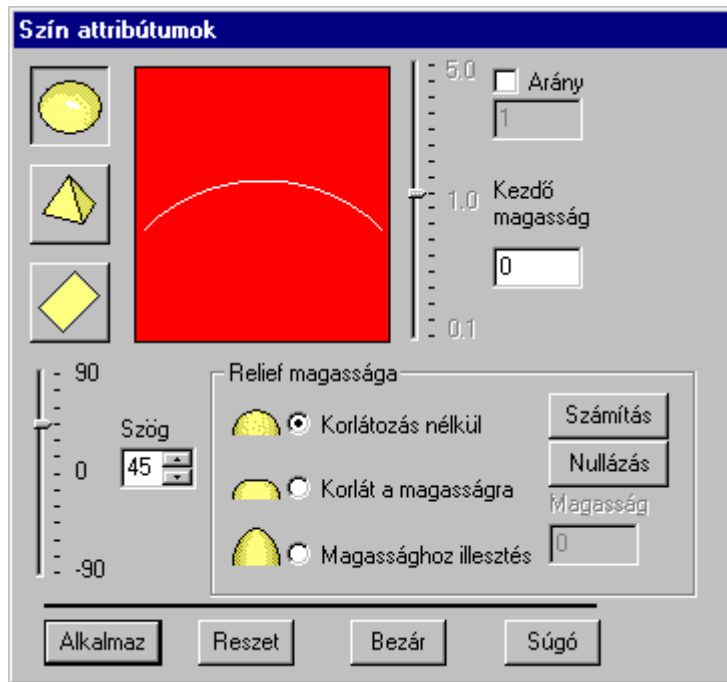 Szín attribútumok
5.0
Arány
1
1.0
Kezdő
magasság
0
0.1
90
Szög
45
0
-90
Relief magassága
Korlátozás nélkül
Számítás
Nullázás
Korlát a magasságra
Magasság
0
Magassághoz illesztés
Alkalmaz
Reszet
Bezár
Súgó